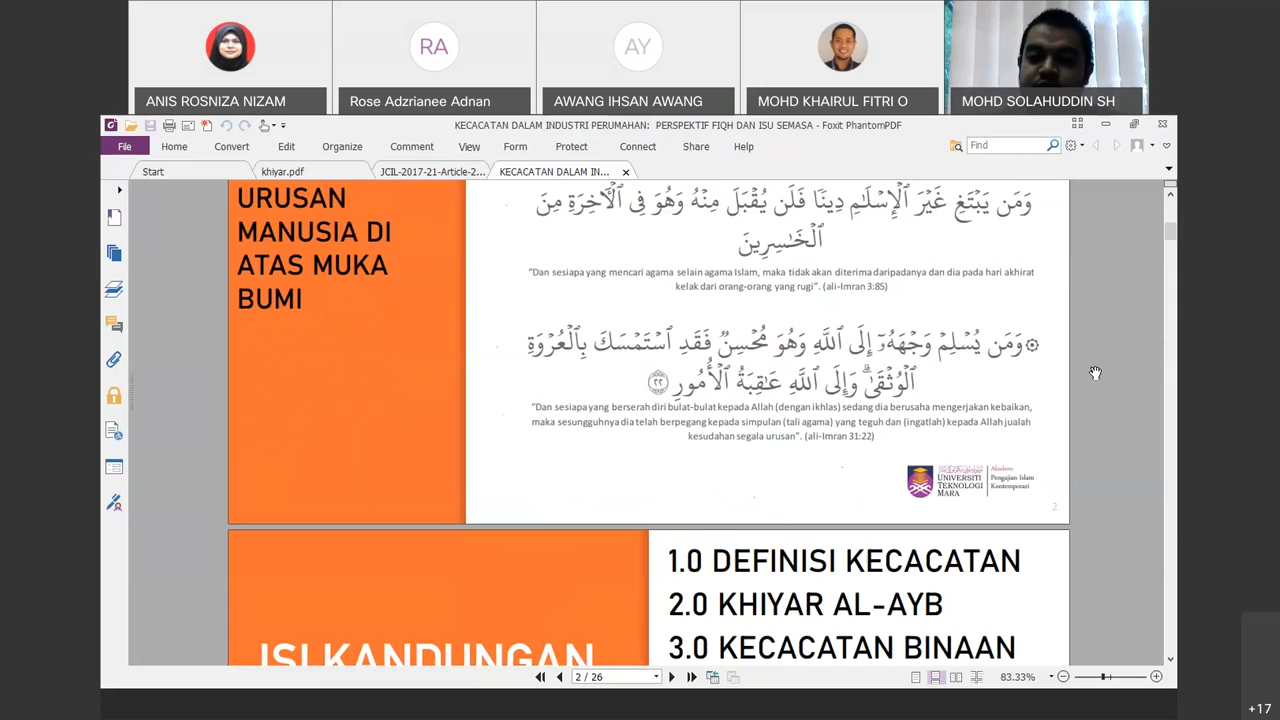 RA
AY
ANIS ROSNIZA NIZAM
Rose Adzrianee Adnan
AWANG IHSAN AWANG
MOHD KHAIRUL FITRI O
MOHD SOLAHUDDIN SH
KECACATAN DALAM INDUSTRI PERUMAHAN: PERSPEKTIF FIQH DAN ISU SEMASA - Foxit PhantomPDF
File Home Convert Edit Organize Comment View Form Protect Connect Share Help
Find
Start
khiyar.pdf
JCIL-2017-21-Article-2...
KECACATAN DALAM IN...
URUSAN
MANUSIA DI
ATAS MUKA
BUMI
وَمَن يَبْتَغِ غَيْرَ ٱلْإِسْلَٰمِ دِينًا فَلَن يُقْبَلَ مِنْهُ وَهُوَ فِى ٱلْءَاخِرَةِ مِنَ
ٱلْخَٰسِرِينَ
"Dan sesiapa yang mencari agama selain agama Islam, maka tidak akan diterima daripadanya dan dia pada hari akhirat
kelak dari orang-orang yang rugi". (ali-Imran 3:85)
۞ وَمَن يُسْلِمْ وَجْهَهُۥٓ إِلَى ٱللَّهِ وَهُوَ مُحْسِنٌ فَقَدِ ٱسْتَمْسَكَ بِٱلْعُرْوَةِ
ٱلْوُثْقَىٰ ۗ وَإِلَى ٱللَّهِ عَٰقِبَةُ ٱلْأُمُورِ ٢٢
"Dan sesiapa yang berserah diri bulat-bulat kepada Allah (dengan ikhlas) sedang dia berusaha mengerjakan kebaikan,
maka sesungguhnya dia telah berpegang kepada simpulan (tali agama) yang teguh dan (ingatlah) kepada Allah jualah
kesudahan segala urusan". (ali-Imran 31:22)
UNIVERSITI
TEKNOLOGI
MARA
Akademi
Pengajian Islam
Kontemporari
2
ISI KANDUNGAN
1.0 DEFINISI KECACATAN
2.0 KHIYAR AL-AYB
3.0 KECACATAN BINAAN
2 / 26
83.33%
+17